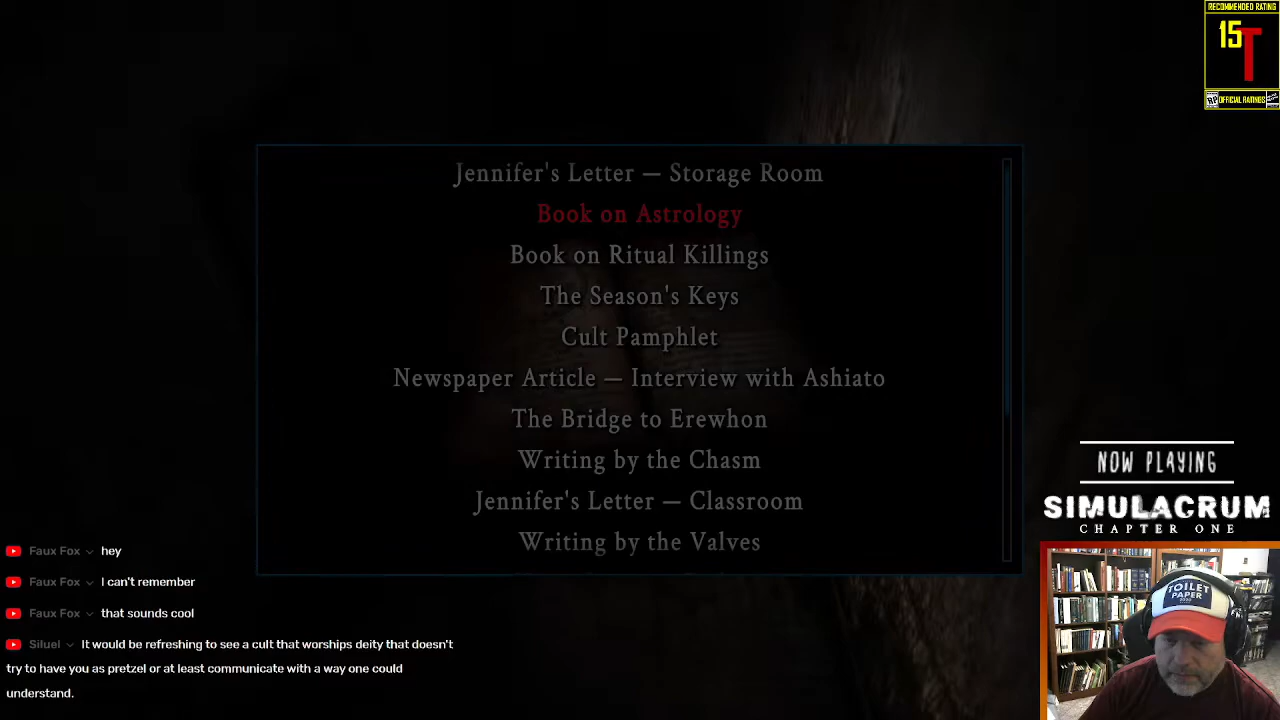 RECOMMENDED RATING
15
T
RP
OFFICIAL RATINGS
Jennifer's Letter — Storage Room
Book on Astrology
Book on Ritual Killings
The Season's Keys
Cult Pamphlet
Newspaper Article — Interview with Ashiato
The Bridge to Erewhon
Writing by the Chasm
Jennifer's Letter — Classroom
Writing by the Valves
NOW PLAYING
SIMULACRUM
CHAPTER ONE
Faux Fox hey
Faux Fox I can't remember
Faux Fox that sounds cool
Siluel It would be refreshing to see a cult that worships deity that doesn't
try to have you as pretzel or at least communicate with a way one could
understand.
TOILET
PAPER